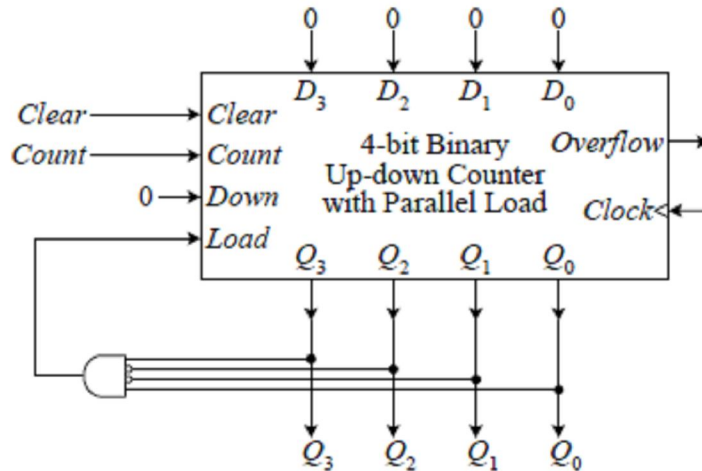 0 0 0 0
D3 D2 D1 D0
Clear Clear
Count Count
0 Down
Load
4-bit Binary
Up-down Counter
with Parallel Load
Overflow
Clock
Q3 Q2 Q1 Q0
Q3 Q2 Q1 Q0